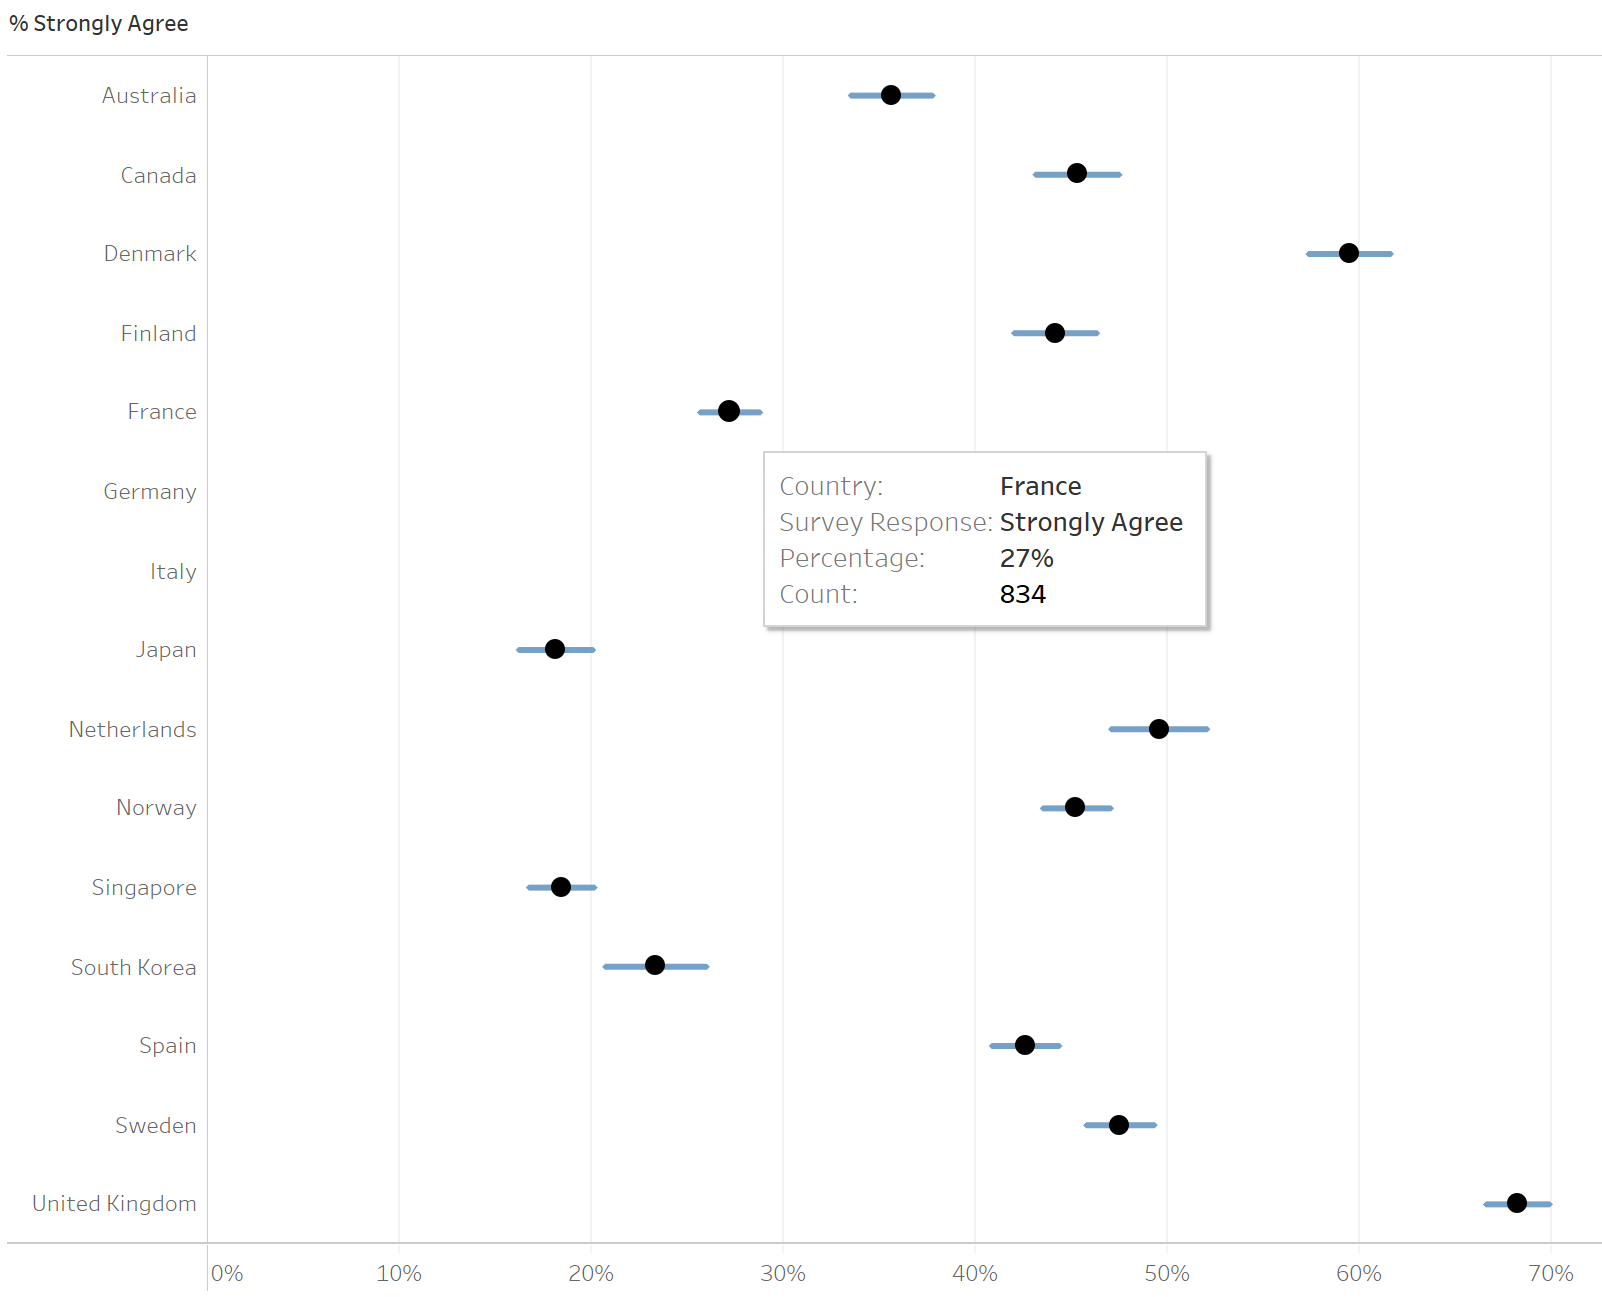 % Strongly Agree
Australia
Canada
Denmark
Finland
France
Germany
Italy
Japan
Netherlands
Norway
Singapore
South Korea
Spain
Sweden
United Kingdom
Country: France
Survey Response: Strongly Agree
Percentage: 27%
Count: 834
0% 10% 20% 30% 40% 50% 60% 70%